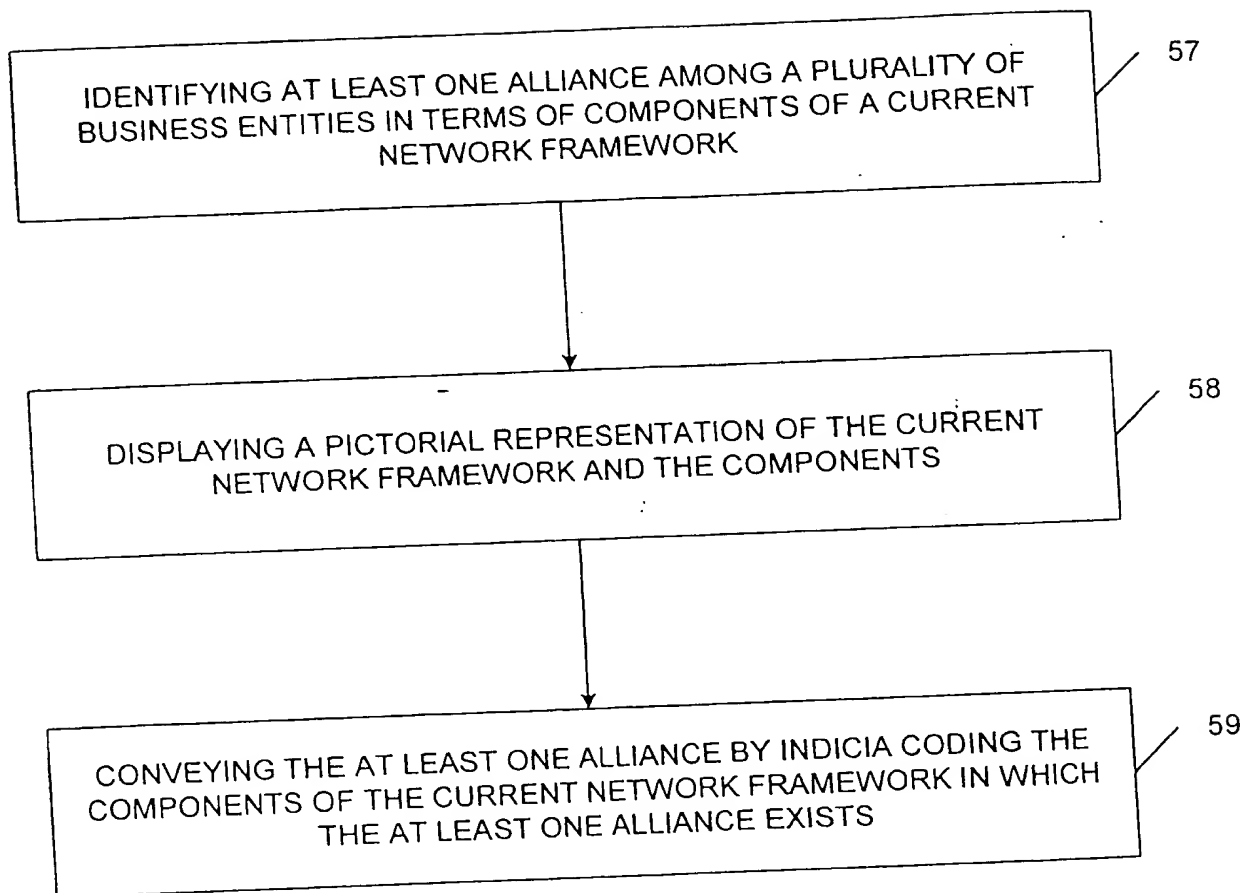 IDENTIFYING AT LEAST ONE ALLIANCE AMONG A PLURALITY OF
BUSINESS ENTITIES IN TERMS OF COMPONENTS OF A CURRENT
NETWORK FRAMEWORK
57
DISPLAYING A PICTORIAL REPRESENTATION OF THE CURRENT
NETWORK FRAMEWORK AND THE COMPONENTS
58
CONVEYING THE AT LEAST ONE ALLIANCE BY INDICIA CODING THE
COMPONENTS OF THE CURRENT NETWORK FRAMEWORK IN WHICH
THE AT LEAST ONE ALLIANCE EXISTS
59